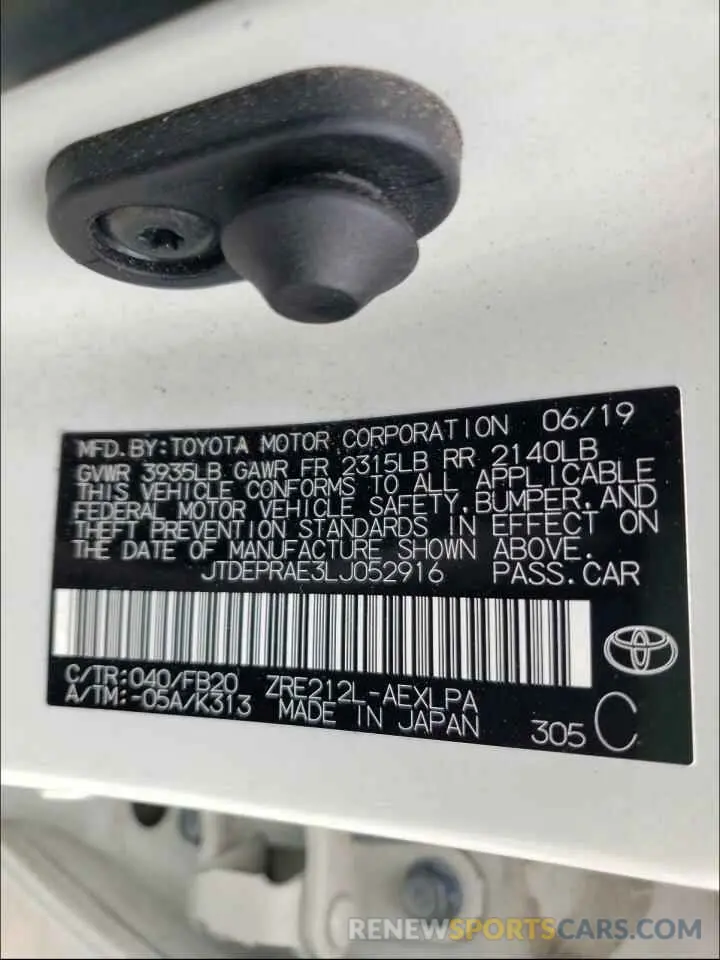 MFD.BY:TOYOTA MOTOR CORPORATION 06/19
GVWR 3935LB GAWR FR 2315LB RR 2140LB
THIS VEHICLE CONFORMS TO ALL APPLICABLE
FEDERAL MOTOR VEHICLE SAFETY,BUMPER,AND
THEFT PREVENTION STANDARDS IN EFFECT ON
THE DATE OF MANUFACTURE SHOWN ABOVE.
JTDEPRAE3LJ052916 PASS.CAR
C/TR:040/FB20 ZRE212L-AEXLPA
A/TM:-05A/K313 MADE IN JAPAN 305 C
RENEWSPORTSCARS.COM